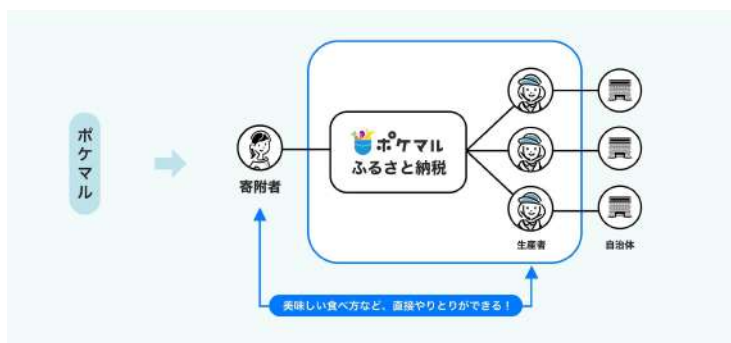 ポケマル
寄附者
ポケマル
ふるさと納税
生産者
自治体
美味しい食べ方など、直接やりとりができる！